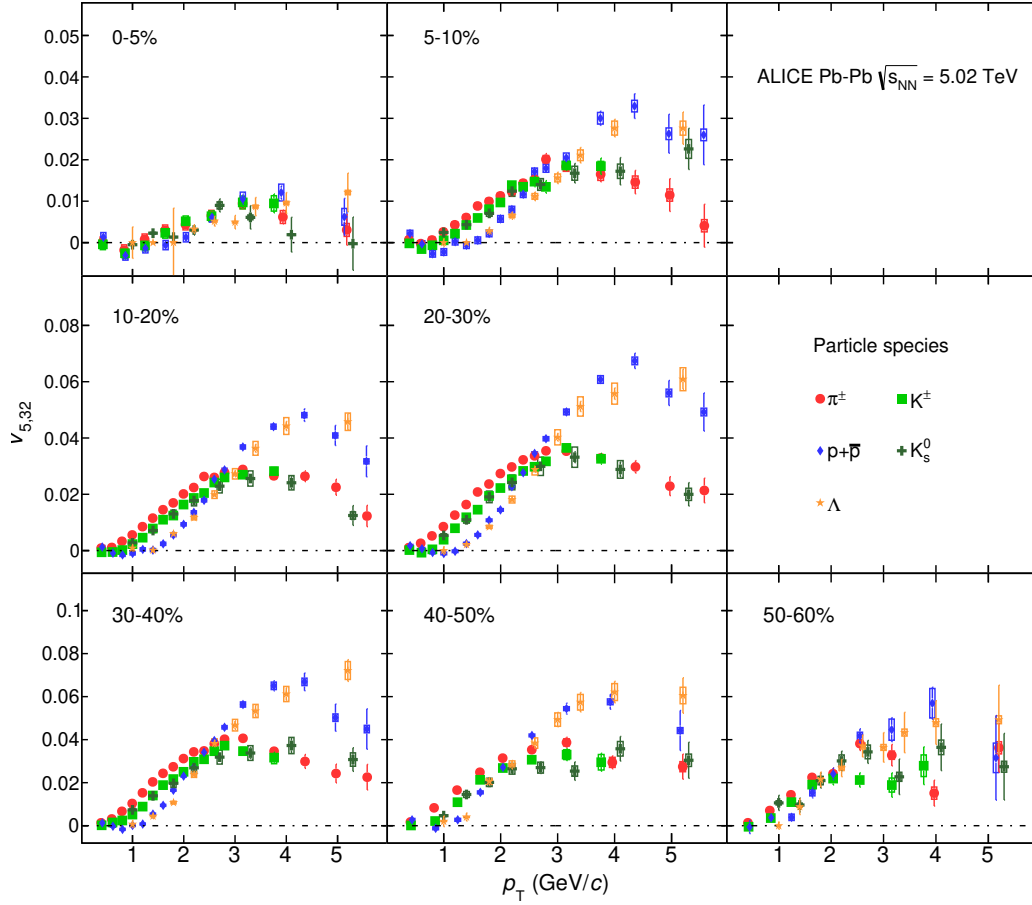 0-5%
5-10%
ALICE Pb-Pb √s_NN = 5.02 TeV
0.05
0.04
0.03
0.02
0.01
0
10-20%
20-30%
0.08
0.06
0.04
0.02
0
v_5,32
Particle species
π±
K±
p+p̅
K⁰_s
Λ
30-40%
40-50%
50-60%
0.1
0.08
0.06
0.04
0.02
0
1 2 3 4 5
1 2 3 4 5
1 2 3 4 5
p_T (GeV/c)